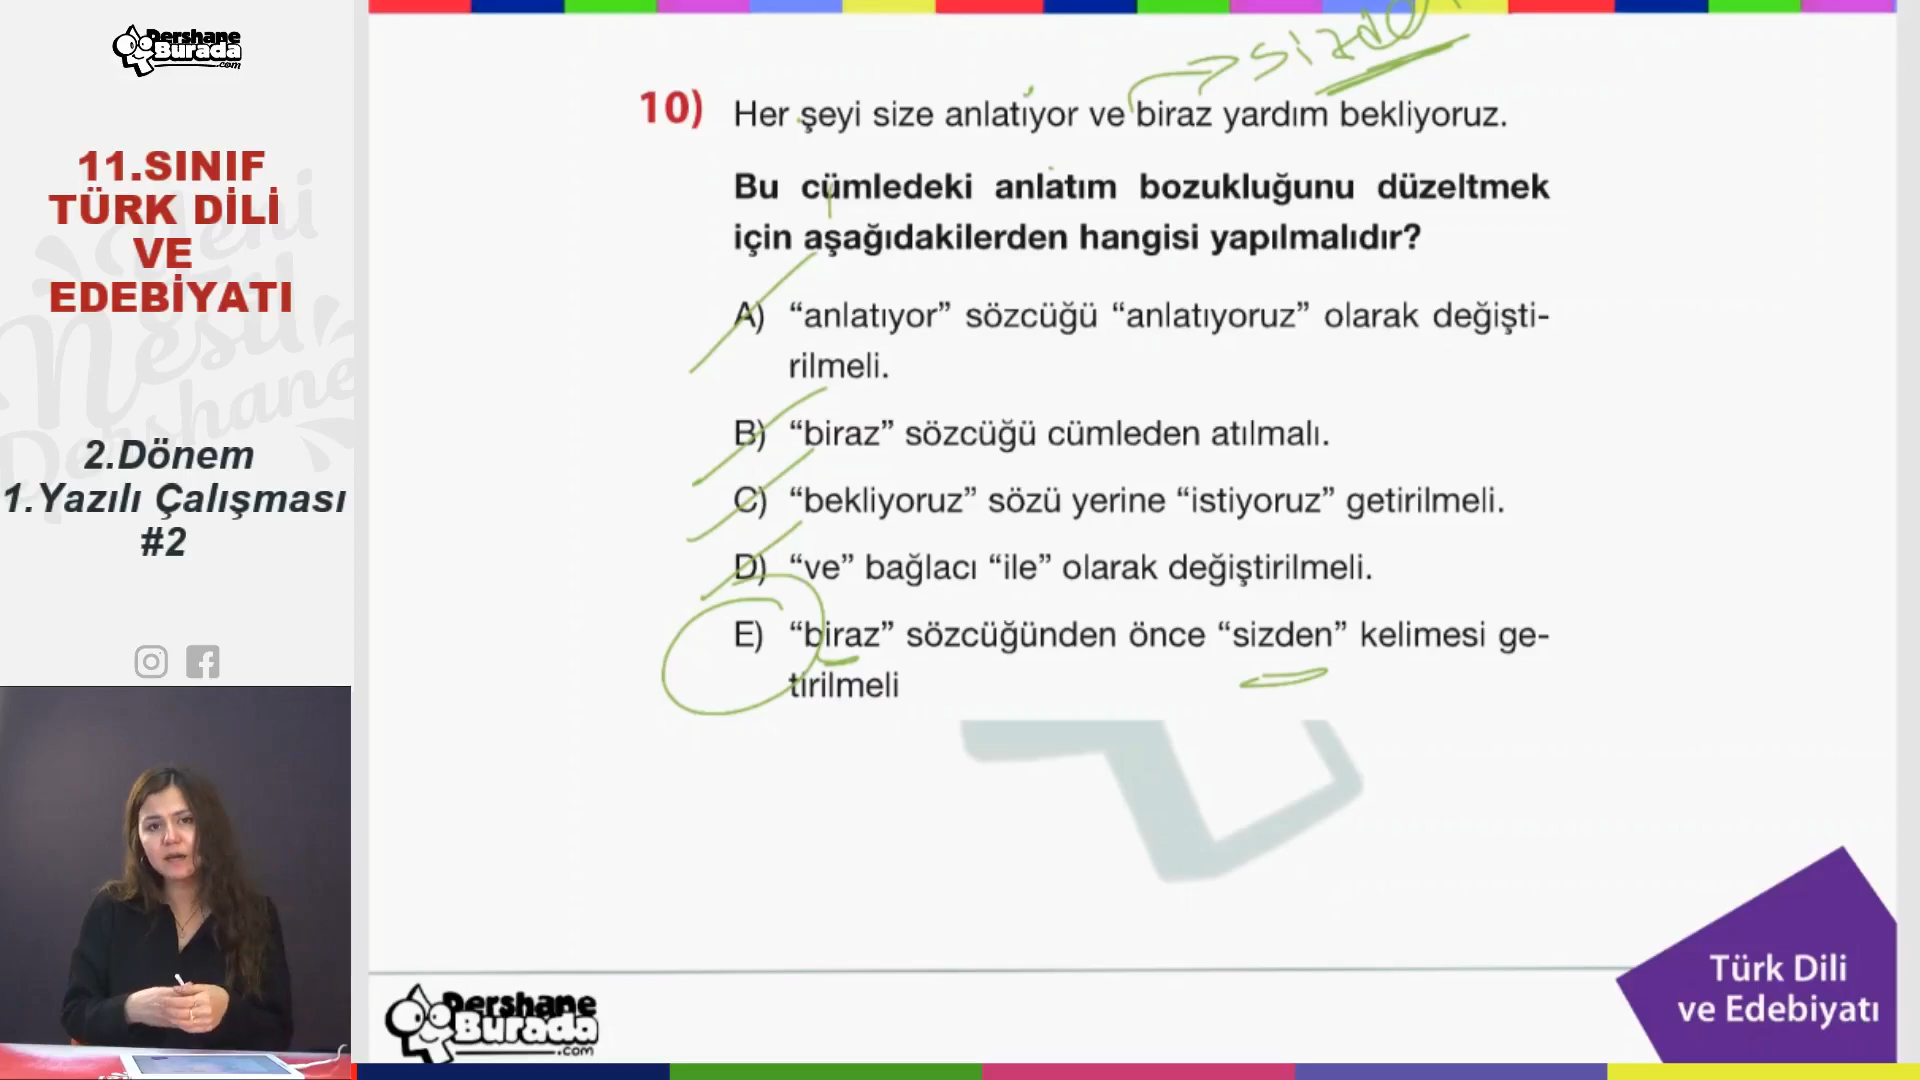 Dershane
Burada
.com
11.SINIF
TÜRK DİLİ
VE
EDEBİYATI
2.Dönem
1.Yazılı Çalışması
#2
sizden
10) Her şeyi size anlatıyor ve biraz yardım bekliyoruz.
Bu cümledeki anlatım bozukluğunu düzeltmek
için aşağıdakilerden hangisi yapılmalıdır?
A) “anlatıyor” sözcüğü “anlatıyoruz” olarak değişti-
rilmeli.
B) “biraz” sözcüğü cümleden atılmalı.
C) “bekliyoruz” sözü yerine “istiyoruz” getirilmeli.
D) “ve” bağlacı “ile” olarak değiştirilmeli.
E) “biraz” sözcüğünden önce “sizden” kelimesi ge-
tirilmeli
Dershane
Burada
.com
Türk Dili
ve Edebiyatı
Yeni
Nesil
Dershane